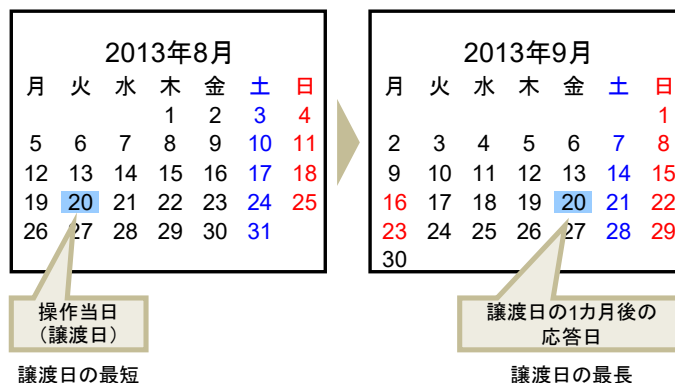 2013年8月
月 火 水 木 金 土 日
1 2 3 4
5 6 7 8 9 10 11
12 13 14 15 16 17 18
19 20 21 22 23 24 25
26 27 28 29 30 31
操作当日
（譲渡日）
譲渡日の最短
2013年9月
月 火 水 木 金 土 日
1
2 3 4 5 6 7 8
9 10 11 12 13 14 15
16 17 18 19 20 21 22
23 24 25 26 27 28 29
30
譲渡日の1カ月後の
応答日
譲渡日の最長